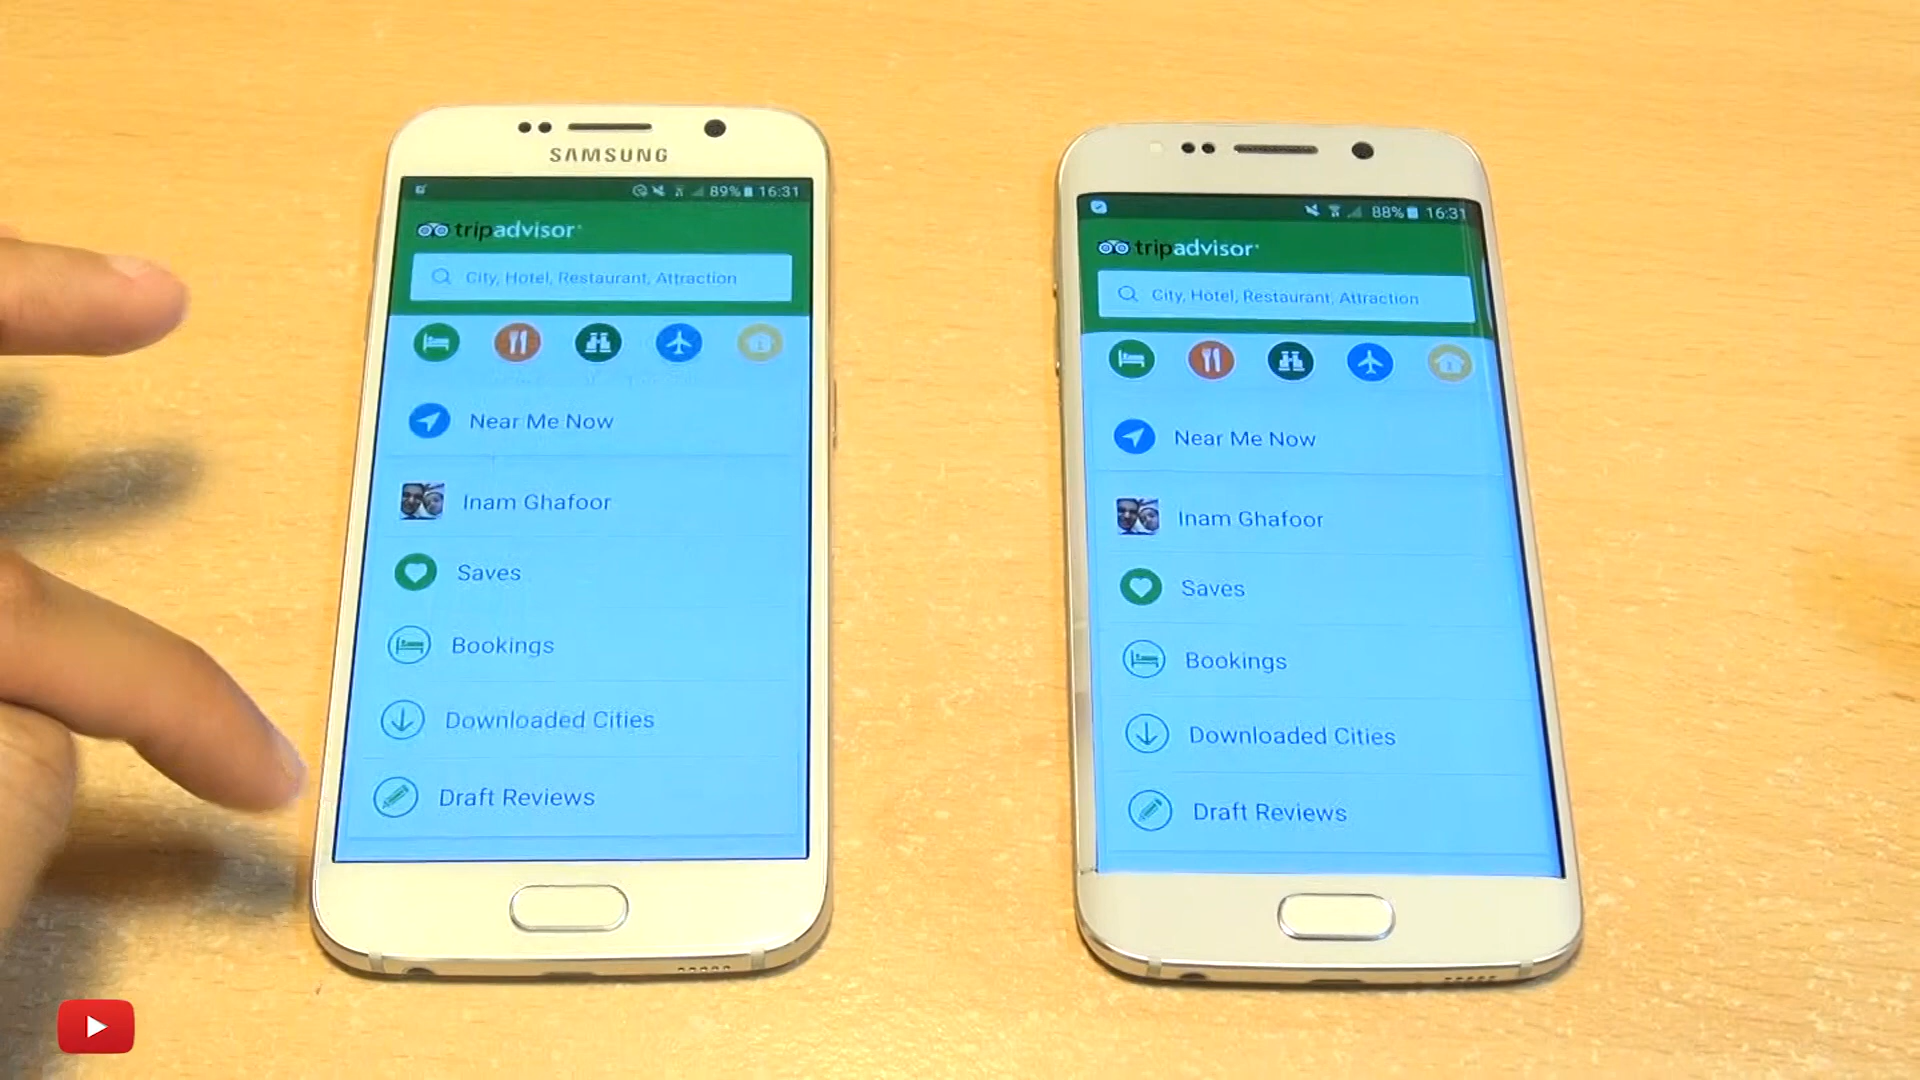 SAMSUNG
89% 16:31
tripadvisor
City, Hotel, Restaurant, Attraction
Near Me Now
Inam Ghafoor
Saves
Bookings
Downloaded Cities
Draft Reviews
88% 16:31
tripadvisor
City, Hotel, Restaurant, Attraction
Near Me Now
Inam Ghafoor
Saves
Bookings
Downloaded Cities
Draft Reviews